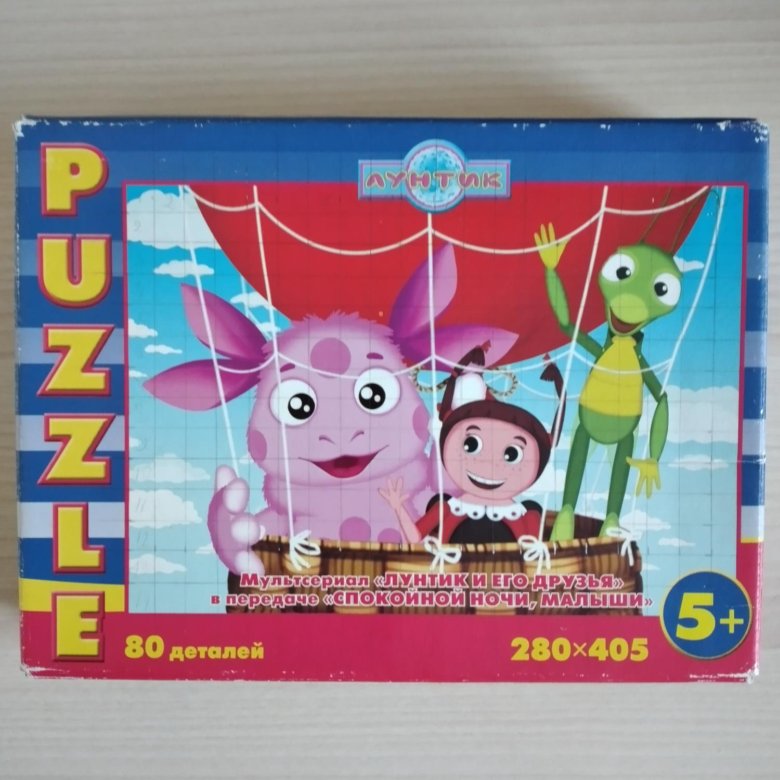 PUZZLE
ЛУНТИК
Мультсериал «ЛУНТИК И ЕГО ДРУЗЬЯ»
в передаче «СПОКОЙНОЙ НОЧИ, МАЛЫШИ»
5+
80 деталей
280×405